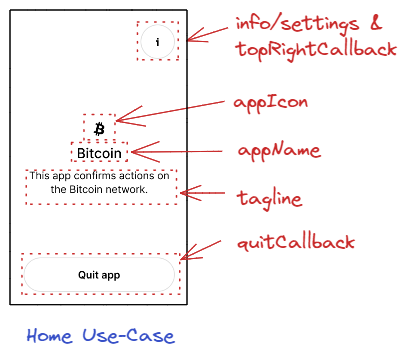 info/settings &
topRightCallback
i
appIcon
Bitcoin
appName
This app confirms actions on
the Bitcoin network.
tagline
quitCallback
Quit app
Home Use-Case